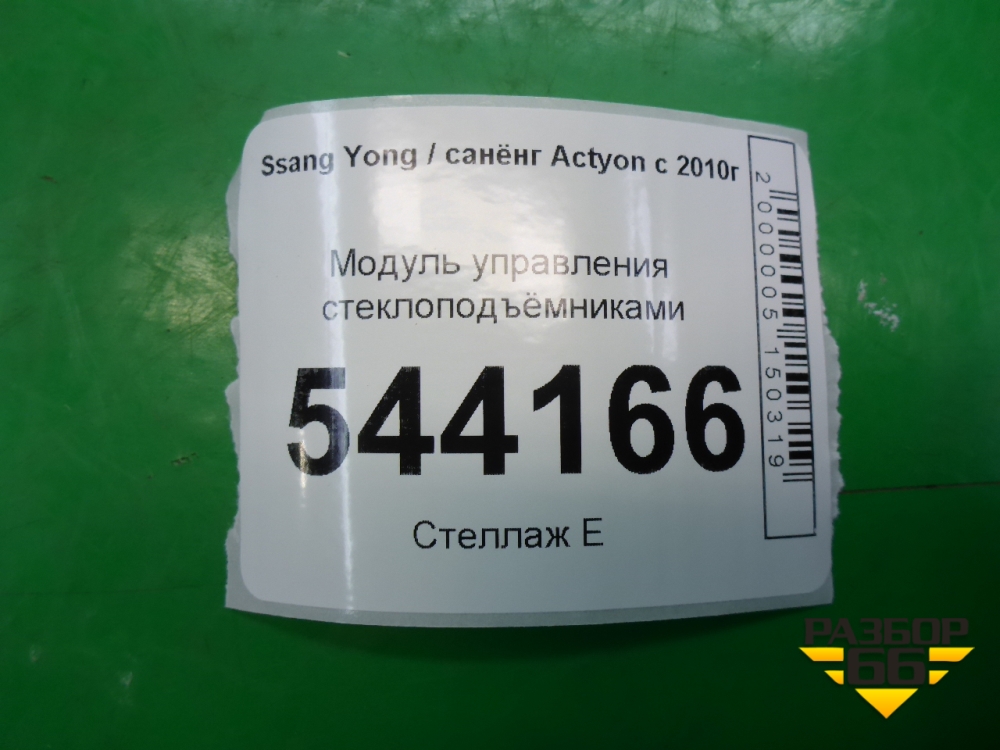 Ssang Yong / санёнг Actyon с 2010г
Модуль управления
стеклоподъёмниками
544166
Стеллаж Е
2000005150319
РАЗБОР
66